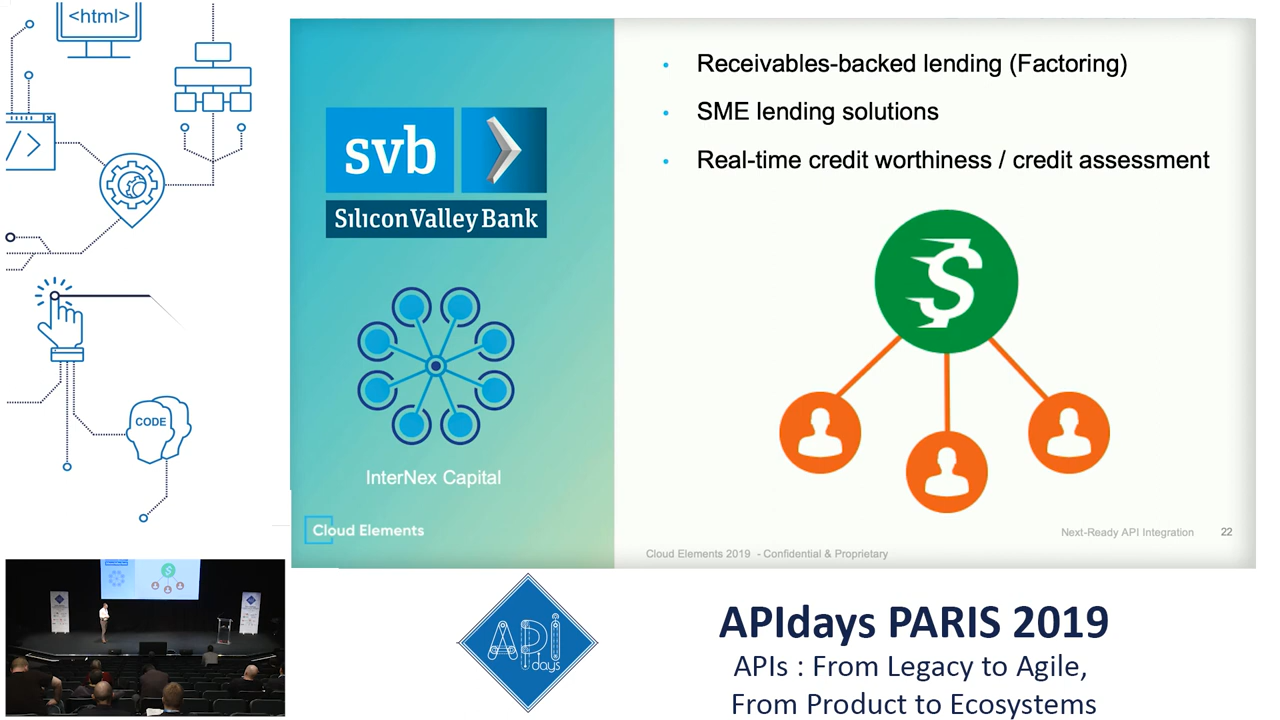 <html>
/>
CODE
svb
Silicon Valley Bank
InterNex Capital
Cloud Elements
Receivables-backed lending (Factoring)
SME lending solutions
Real-time credit worthiness / credit assessment
$
Next-Ready API Integration 22
Cloud Elements 2019 - Confidential & Proprietary
API
days
APIdays PARIS 2019
APIs : From Legacy to Agile,
From Product to Ecosystems